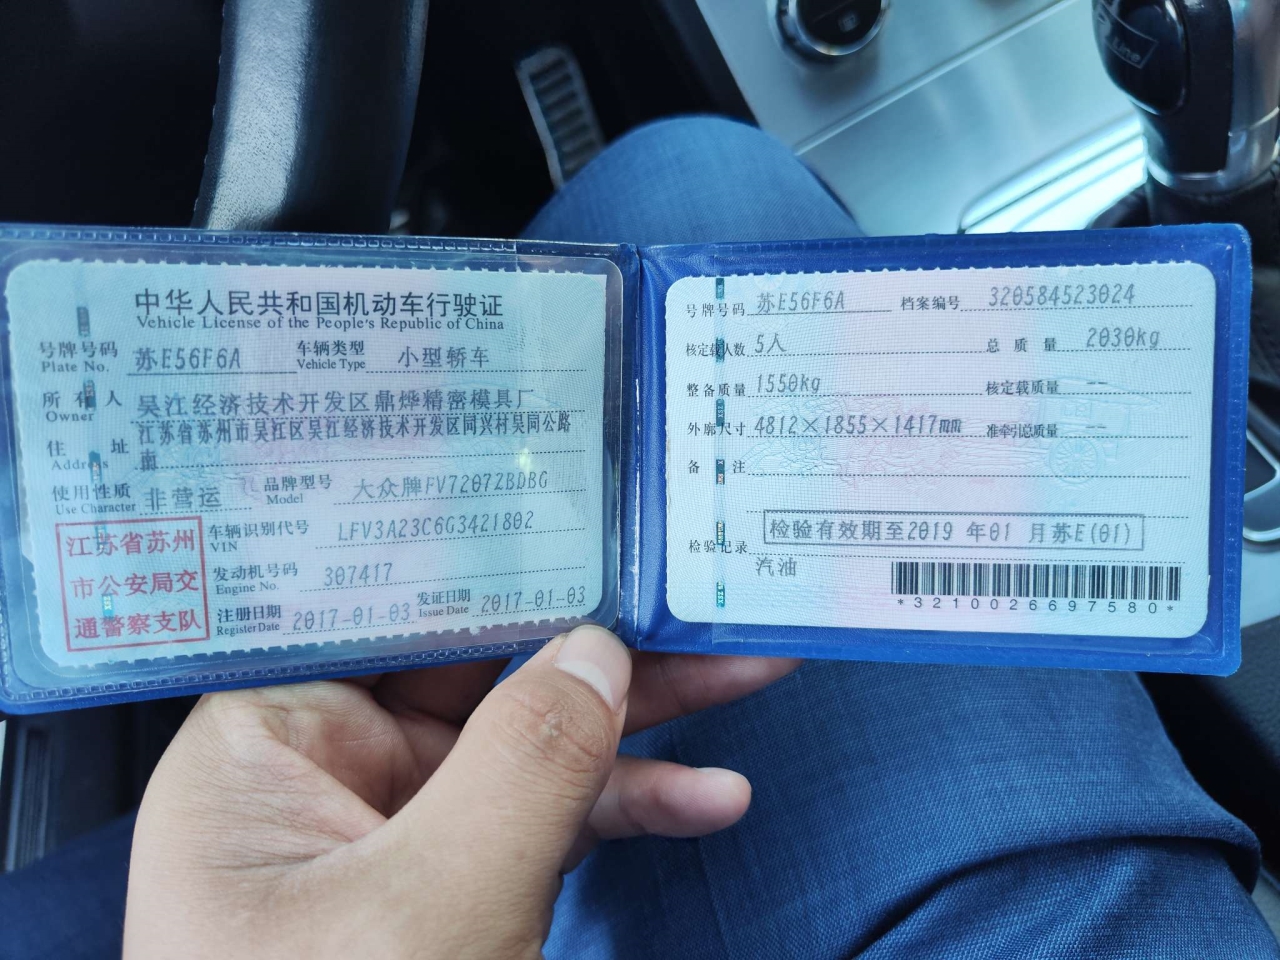 中华人民共和国机动车行驶证
Vehicle License of the People's Republic of China
号牌号码 苏E56F6A 车辆类型 小型轿车
Plate No. Vehicle Type
所有人 吴江经济技术开发区鼎烨精密模具厂
Owner
住址 江苏省苏州市吴江区吴江经济技术开发区同兴村吴同公路
Address 南
使用性质 非营运 品牌型号 大众牌FV7207ZBDBG
Use Character Model
江苏省苏州
市公安局交
通警察支队
车辆识别代号 LFV3A23C6G3421802
VIN
发动机号码 307417
Engine No.
注册日期 2017-01-03 发证日期 2017-01-03
Register Date Issue Date
号牌号码 苏E56F6A 档案编号 320584523024
核定载人数 5人 总质量 2030kg
整备质量 1550kg 核定载质量 --
外廓尺寸 4812×1855×1417mm 准牵引总质量 --
备注
检验有效期至2019 年01 月苏E(01)
检验记录
汽油
*3210026697580*
Line